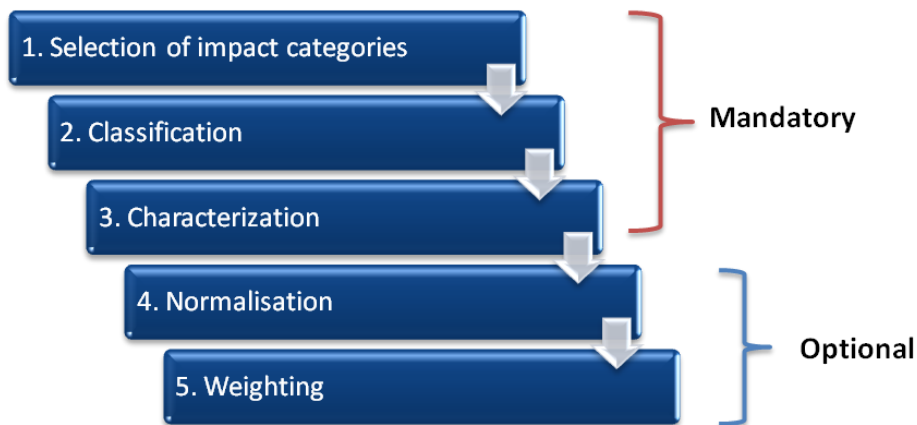 1. Selection of impact categories
2. Classification
Mandatory
3. Characterization
4. Normalisation
Optional
5. Weighting